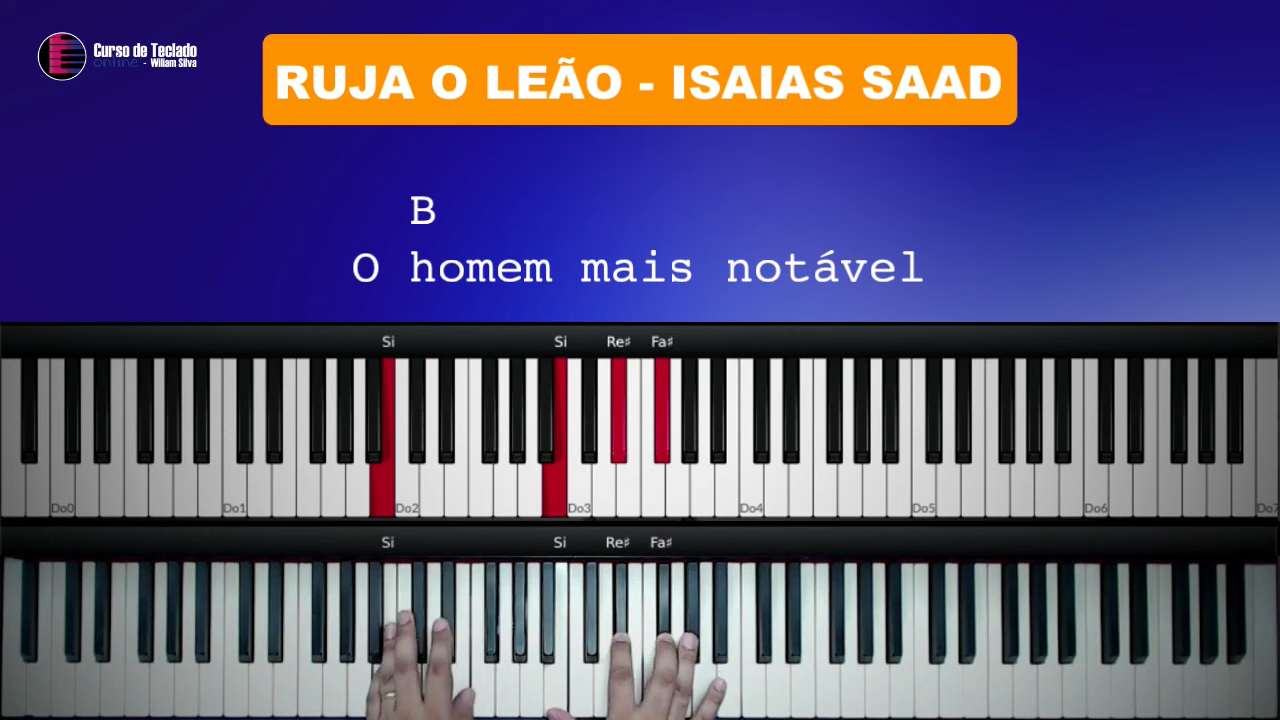 Curso de Teclado
online - Wiliam Silva
RUJA O LEÃO - ISAIAS SAAD
B
O homem mais notável
Si Si Re♯ Fa♯
Do0 Do1 Do2 Do3 Do4 Do5 Do6 Do7
Si Si Re♯ Fa♯